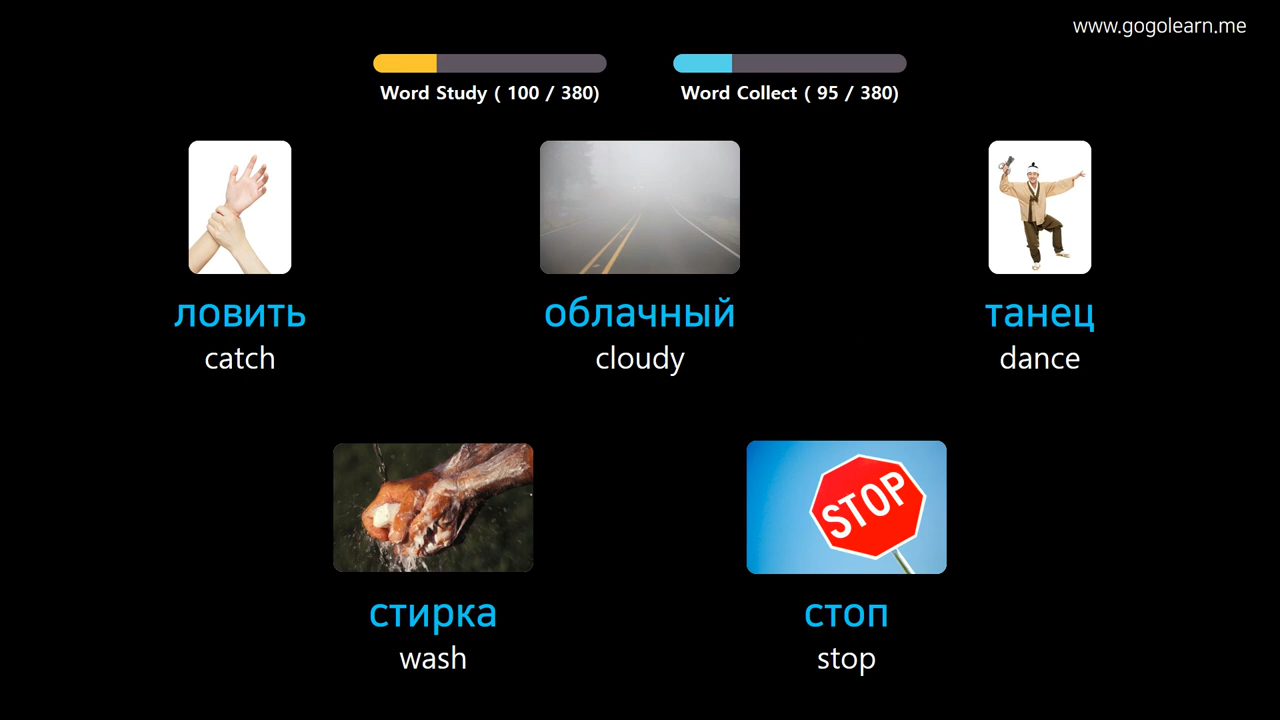 www.gogolearn.me
Word Study ( 100 / 380)
Word Collect ( 95 / 380)
ловить
catch
облачный
cloudy
танец
dance
STOP
стирка
wash
стоп
stop